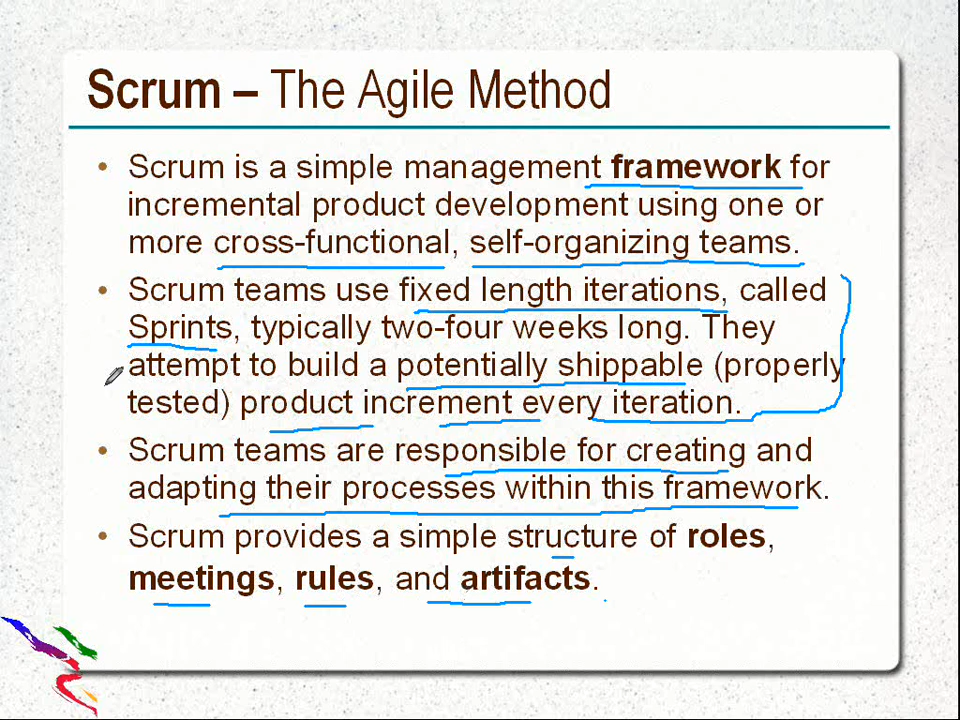 Scrum – The Agile Method
• Scrum is a simple management framework for
incremental product development using one or
more cross-functional, self-organizing teams.
• Scrum teams use fixed length iterations, called
Sprints, typically two-four weeks long. They
attempt to build a potentially shippable (properly
tested) product increment every iteration.
• Scrum teams are responsible for creating and
adapting their processes within this framework.
• Scrum provides a simple structure of roles,
meetings, rules, and artifacts.